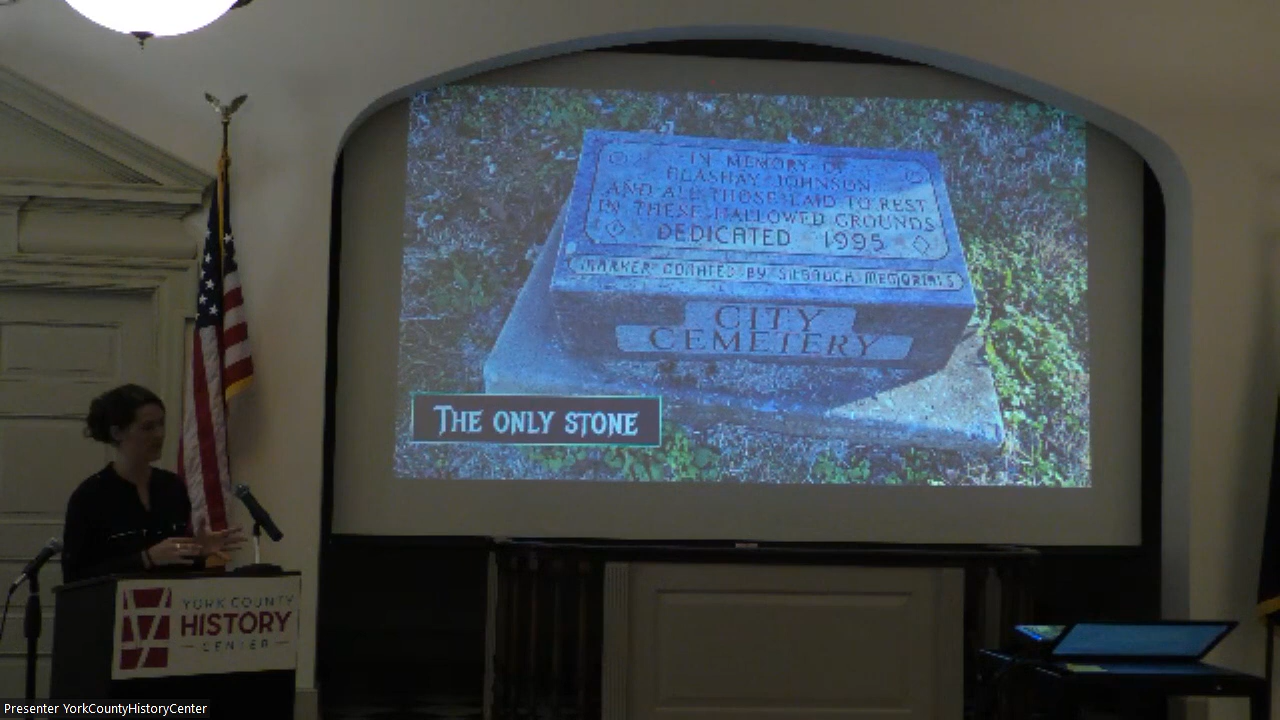 IN MEMORY OF
JOHNSON
AND ALL THOSE LAID TO REST
IN THESE HALLOWED GROUNDS
DEDICATED 1995
MARKER DONATED BY MEMORIALS
CITY
CEMETERY
THE ONLY STONE
YORK COUNTY
HISTORY
CENTER
Presenter YorkCountyHistoryCenter